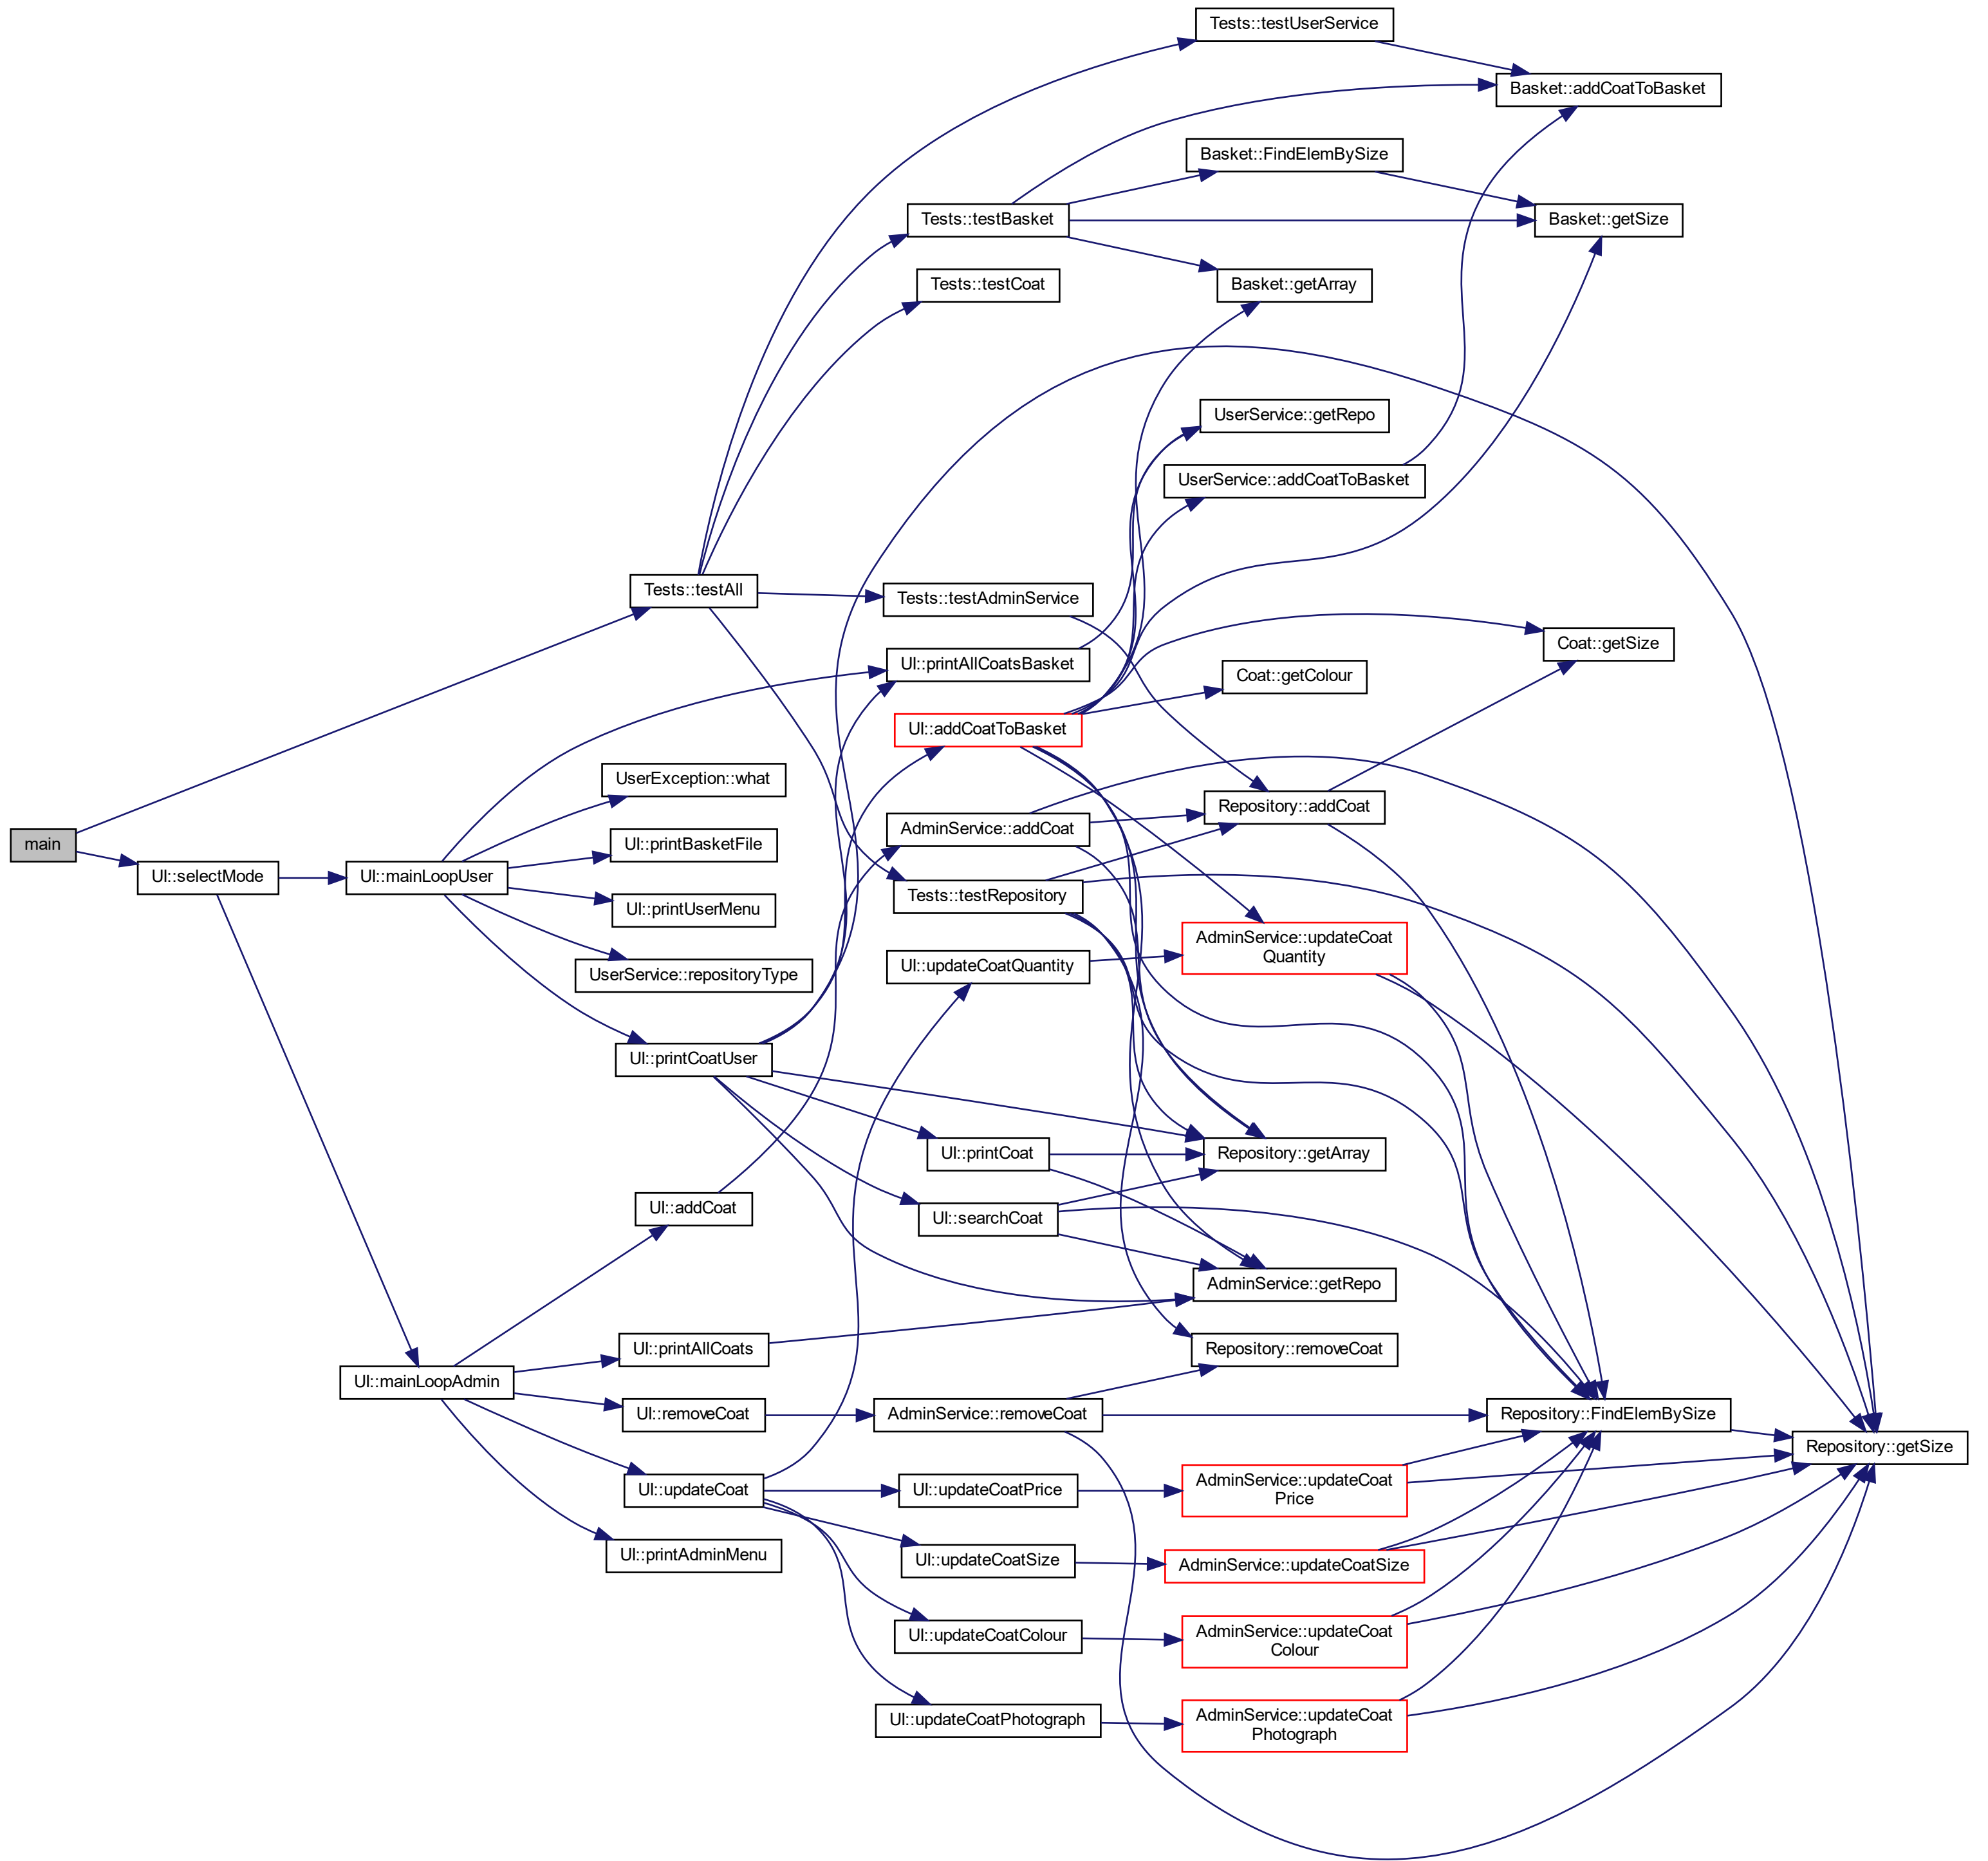 Tests::testUserService
Basket::addCoatToBasket
Basket::FindElemBySize
Tests::testBasket
Basket::getSize
Tests::testCoat
Basket::getArray
UserService::getRepo
UserService::addCoatToBasket
Tests::testAll
Tests::testAdminService
Coat::getSize
UI::printAllCoatsBasket
Coat::getColour
UI::addCoatToBasket
UserException::what
Repository::addCoat
main
UI::printBasketFile
AdminService::addCoat
UI::selectMode
UI::mainLoopUser
Tests::testRepository
UI::printUserMenu
AdminService::updateCoat
Quantity
UserService::repositoryType
UI::updateCoatQuantity
UI::printCoatUser
UI::printCoat
Repository::getArray
UI::addCoat
UI::searchCoat
AdminService::getRepo
UI::printAllCoats
Repository::removeCoat
UI::mainLoopAdmin
UI::removeCoat
AdminService::removeCoat
Repository::FindElemBySize
Repository::getSize
UI::updateCoat
UI::updateCoatPrice
AdminService::updateCoat
Price
UI::printAdminMenu
UI::updateCoatSize
AdminService::updateCoatSize
UI::updateCoatColour
AdminService::updateCoat
Colour
UI::updateCoatPhotograph
AdminService::updateCoat
Photograph